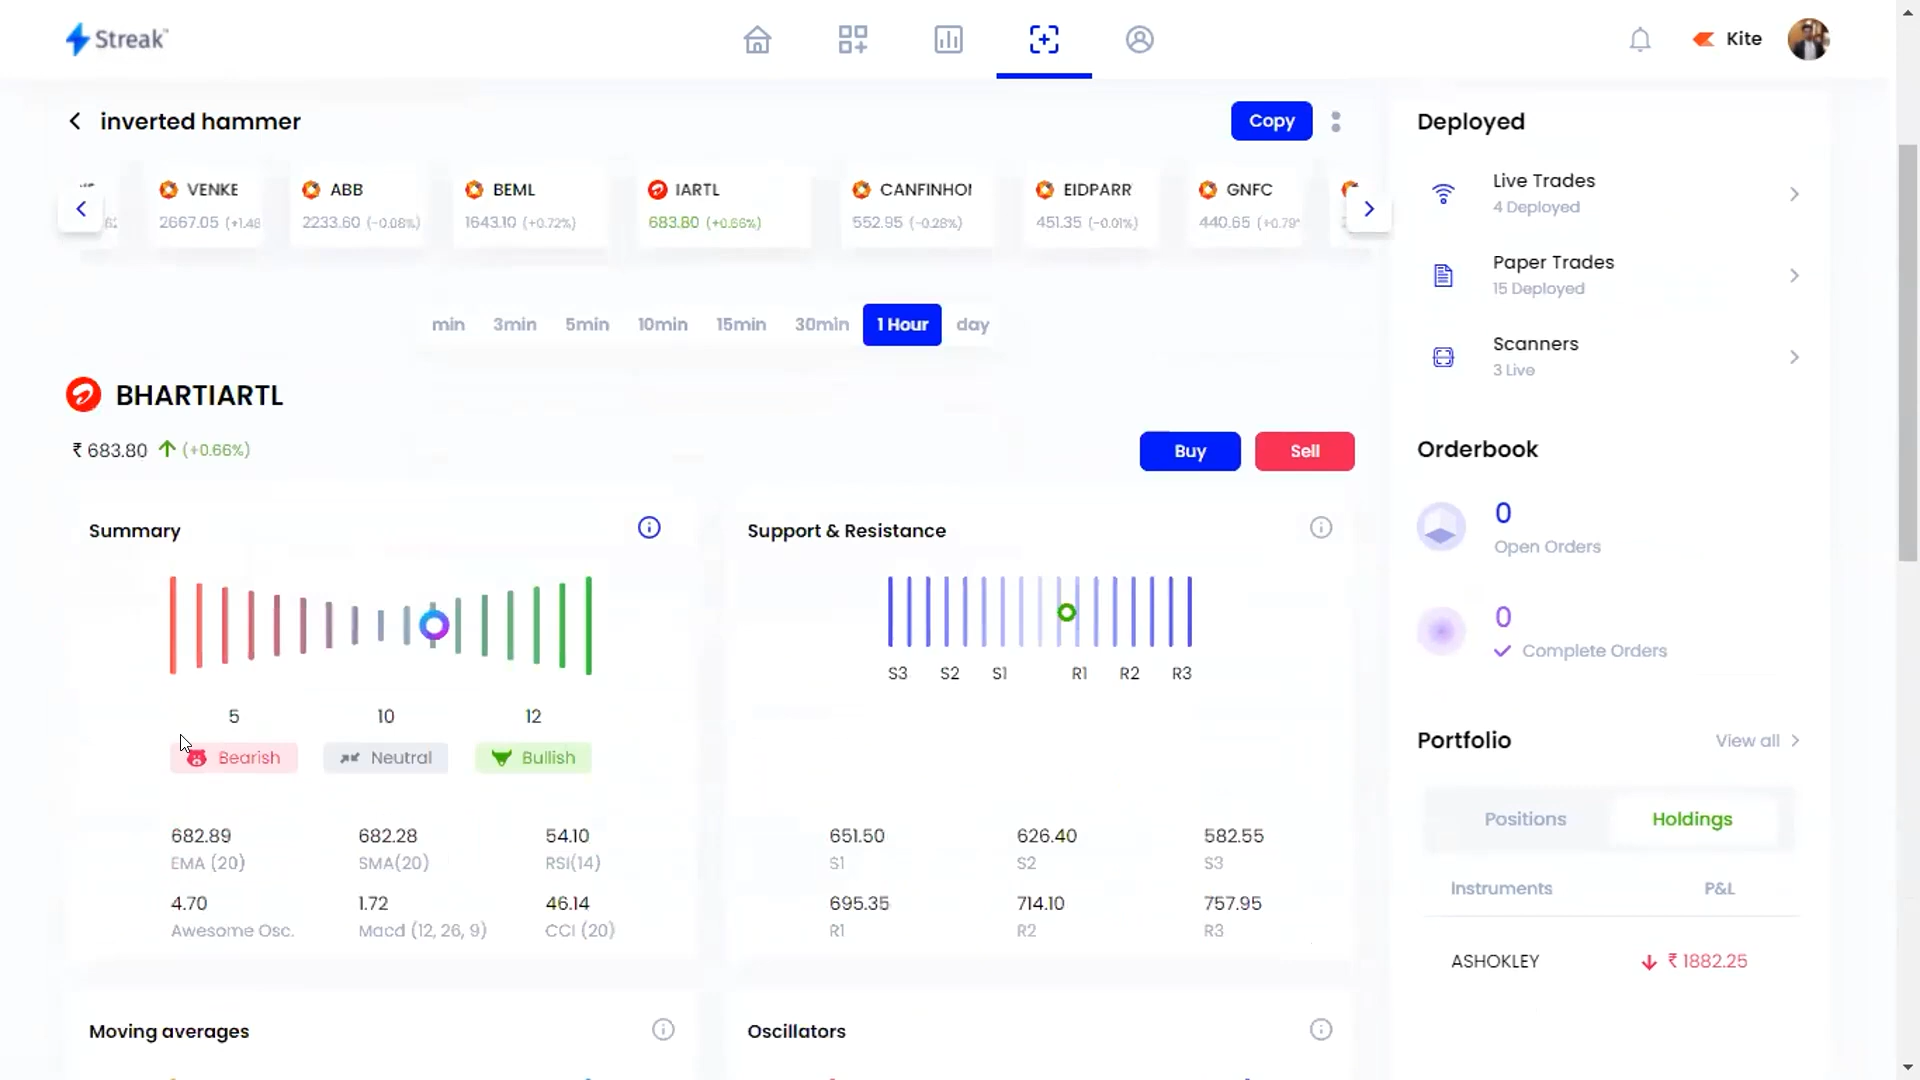 Streak™
Kite
inverted hammer
Copy
VENKE
2667.05 (+1.48
ABB
2233.60 (-0.08%)
BEML
1643.10 (+0.72%)
IARTL
683.80 (+0.66%)
CANFINHOI
552.95 (-0.28%)
EIDPARR
451.35 (-0.01%)
GNFC
440.65 (+0.79
min 3min 5min 10min 15min 30min 1 Hour day
BHARTIARTL
₹ 683.80 (+0.66%)
Buy
Sell
Summary
5 10 12
Bearish Neutral Bullish
682.89 682.28 54.10
EMA (20) SMA(20) RSI(14)
4.70 1.72 46.14
Awesome Osc. Macd (12, 26, 9) CCI (20)
Support & Resistance
S3 S2 S1 R1 R2 R3
651.50 626.40 582.55
S1 S2 S3
695.35 714.10 757.95
R1 R2 R3
Moving averages
Oscillators
Deployed
Live Trades
4 Deployed
Paper Trades
15 Deployed
Scanners
3 Live
Orderbook
0
Open Orders
0
Complete Orders
Portfolio
View all
Positions Holdings
Instruments P&L
ASHOKLEY ₹ 1882.25